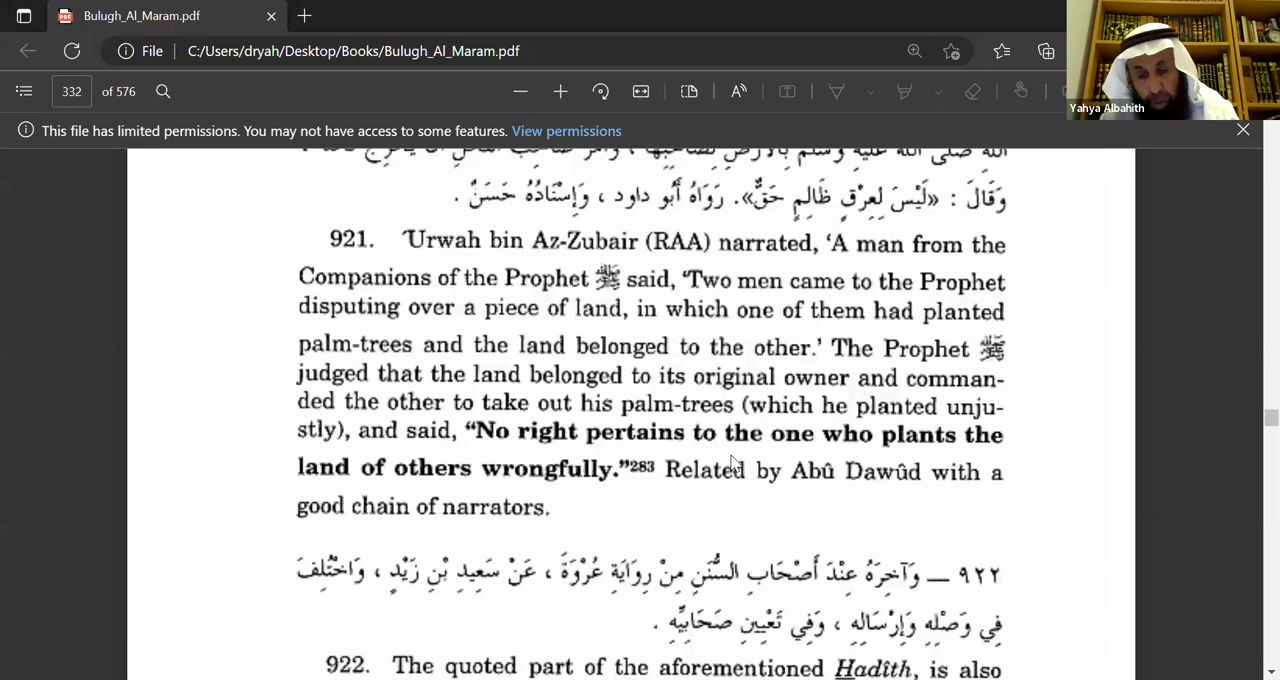 Bulugh_Al_Maram.pdf
File C:/Users/dryah/Desktop/Books/Bulugh_Al_Maram.pdf
332 of 576
Yahya Albahith
This file has limited permissions. You may not have access to some features. View permissions
اللهِ صَلَّى اللهُ عَلَيْهِ وَسَلَّمَ بِالأَرْضِ لِصَاحِبِهَا ، وَأَمَرَ صَاحِبَ النَّخْلِ أَنْ يُخْرِجَ نَخْلَهُ ،
وَقَالَ : «لَيْسَ لِعِرْقِ ظَالِمٍ حَقٌّ». رَوَاهُ أَبُو دَاود ، وَإِسْنَادُهُ حَسَنٌ .
921. ‘Urwah bin Az-Zubair (RAA) narrated, ‘A man from the
Companions of the Prophet ﷺ said, ‘Two men came to the Prophet
disputing over a piece of land, in which one of them had planted
palm-trees and the land belonged to the other.’ The Prophet ﷺ
judged that the land belonged to its original owner and comman-
ded the other to take out his palm-trees (which he planted unju-
stly), and said, “No right pertains to the one who plants the
land of others wrongfully.”283 Related by Abû Dawûd with a
good chain of narrators.
٩٢٢ — وَآخِرَهُ عِنْدَ أَصْحَابِ السُّنَنِ مِنْ رِوَايَةِ عُرْوَةَ ، عَنْ سَعِيدِ بْنِ زَيْدٍ ، وَاخْتُلِفَ
فِي وَصْلِهِ وَإِرْسَالِهِ ، وَفِي تَعْيِينِ صَحَابِيِّهِ .
922. The quoted part of the aforementioned Hadîth, is also